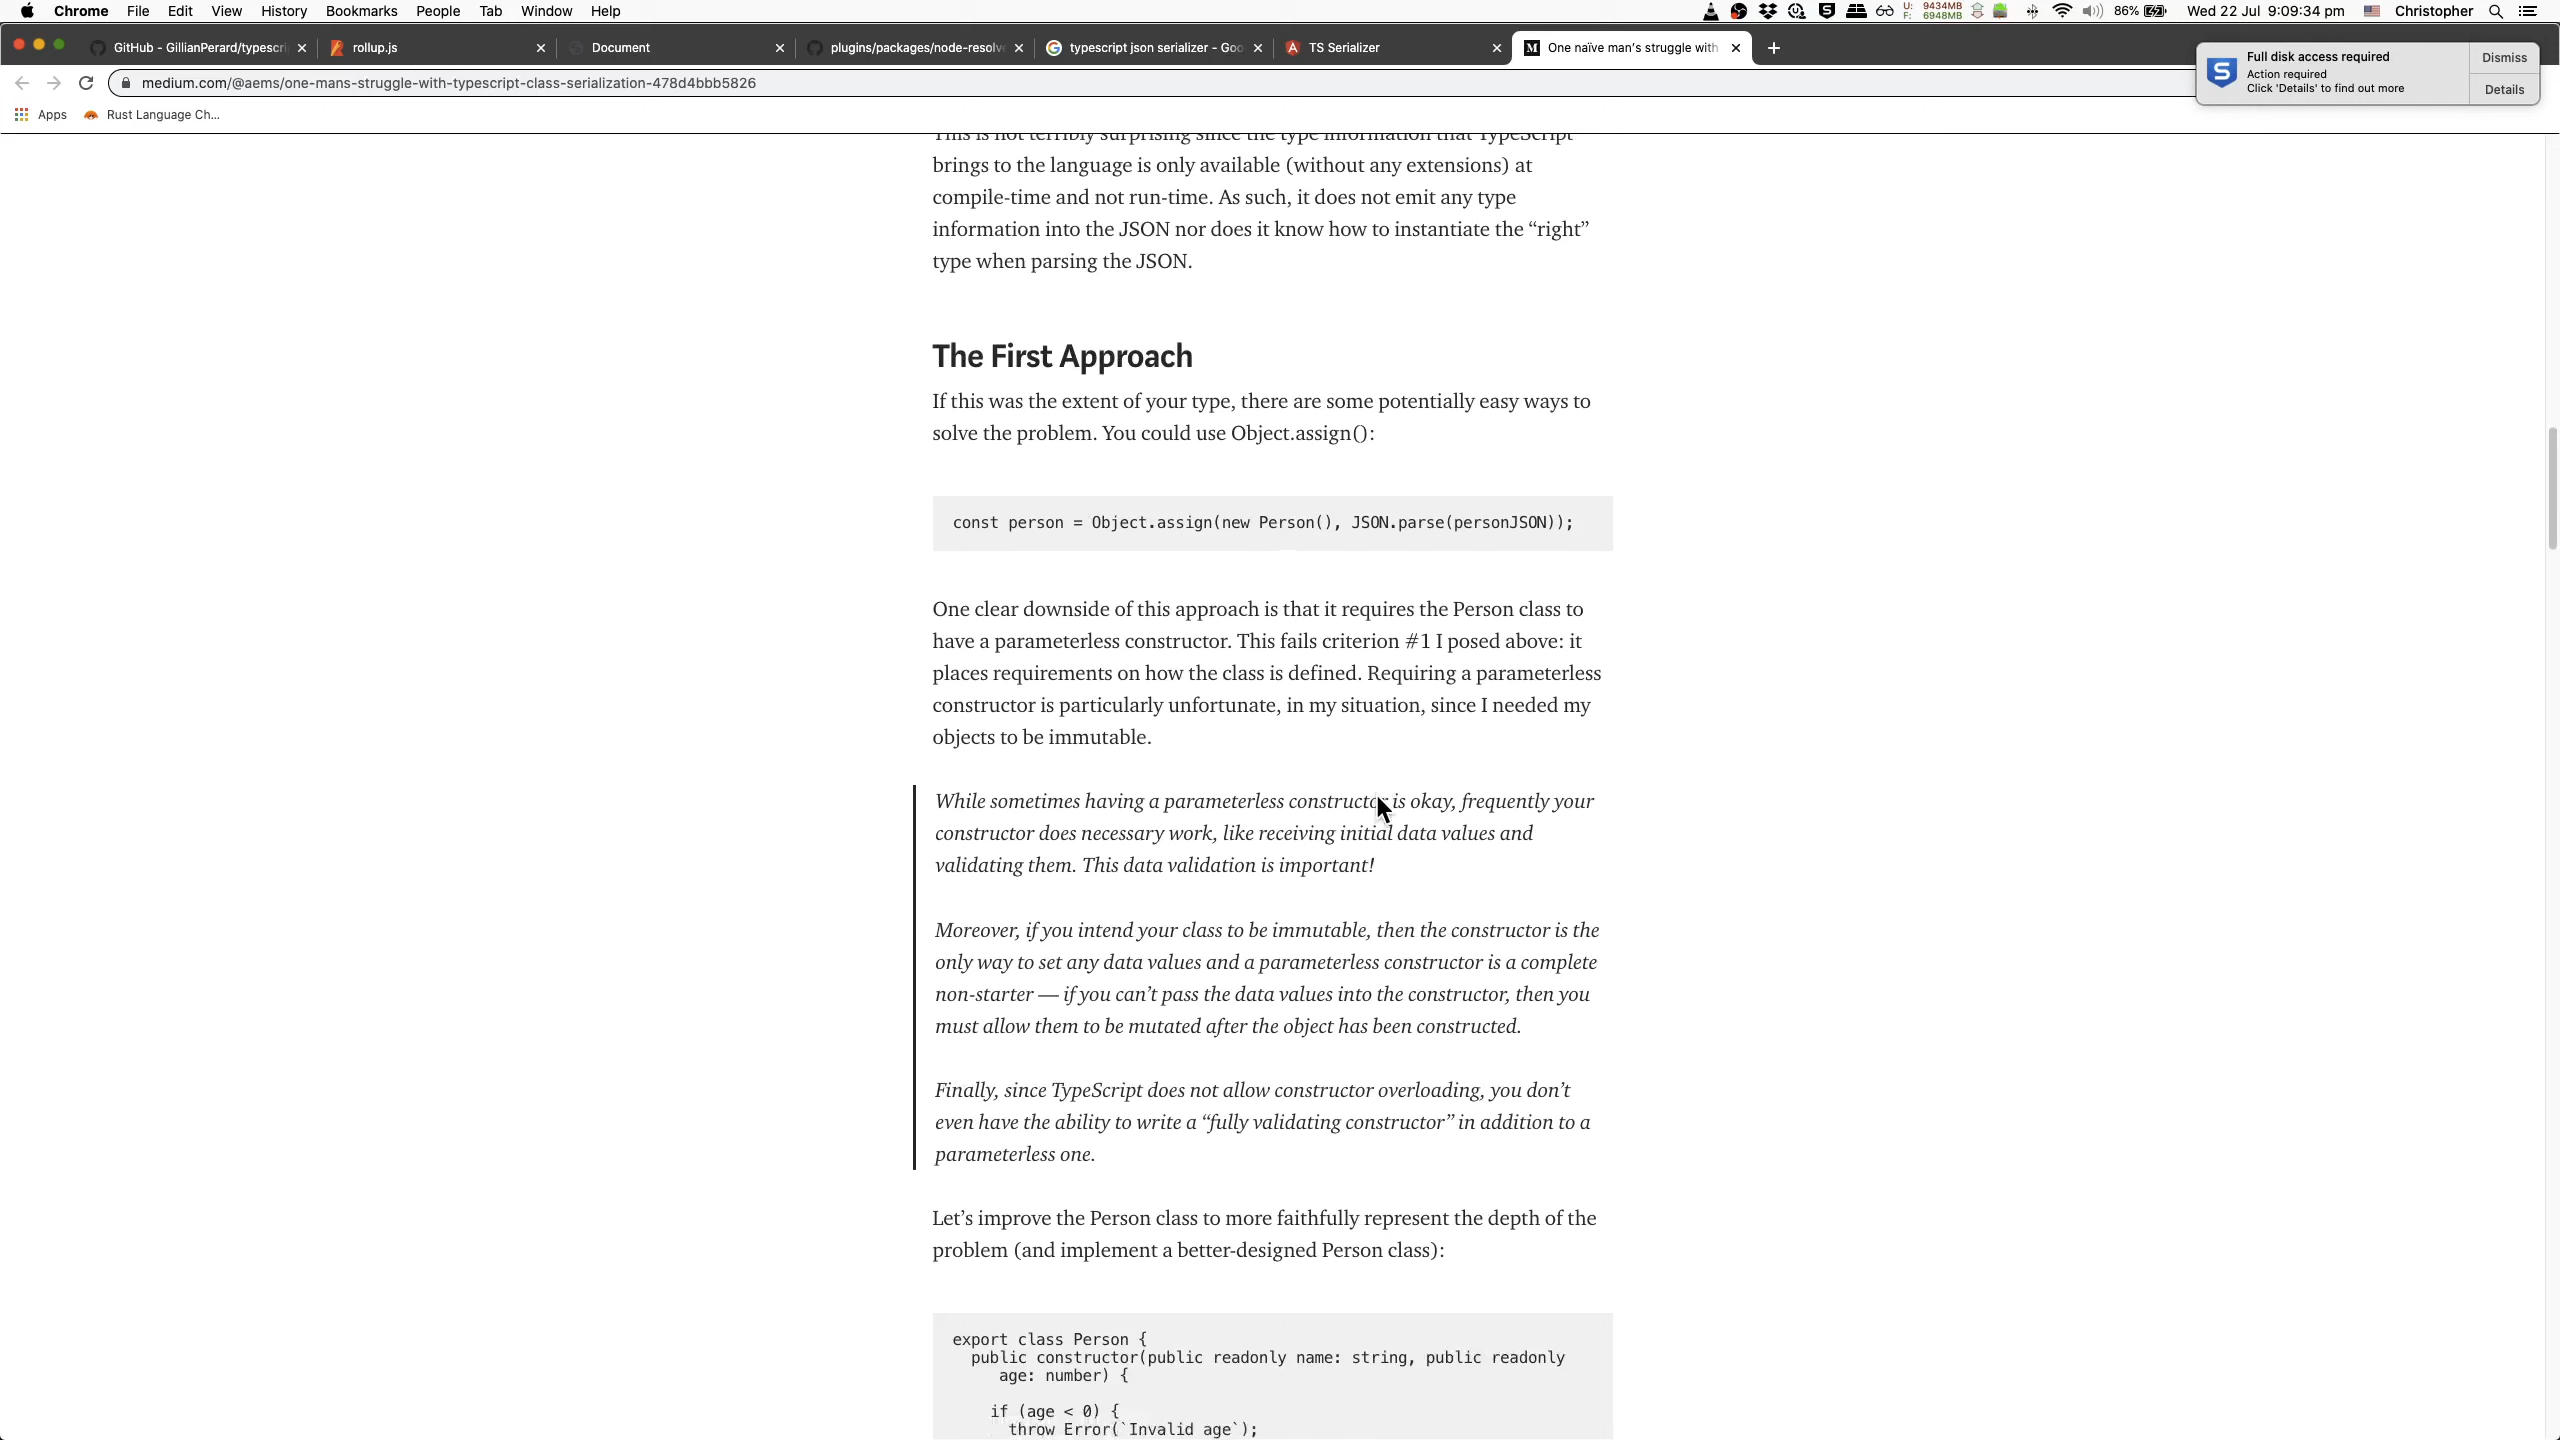 Chrome File Edit View History Bookmarks People Tab Window Help
U: 9434MB
F: 6948MB
86%
Wed 22 Jul 9:09:34 pm
Christopher
GitHub - GillianPerard/typescri
rollup.js
Document
plugins/packages/node-resolve
typescript json serializer - Goo
TS Serializer
One naïve man's struggle with
medium.com/@aems/one-mans-struggle-with-typescript-class-serialization-478d4bbb5826
Full disk access required
Action required
Click 'Details' to find out more
Dismiss
Details
Apps
Rust Language Ch...
This is not terribly surprising since the type information that TypeScript
brings to the language is only available (without any extensions) at
compile-time and not run-time. As such, it does not emit any type
information into the JSON nor does it know how to instantiate the “right”
type when parsing the JSON.
The First Approach
If this was the extent of your type, there are some potentially easy ways to
solve the problem. You could use Object.assign():
const person = Object.assign(new Person(), JSON.parse(personJSON));
One clear downside of this approach is that it requires the Person class to
have a parameterless constructor. This fails criterion #1 I posed above: it
places requirements on how the class is defined. Requiring a parameterless
constructor is particularly unfortunate, in my situation, since I needed my
objects to be immutable.
While sometimes having a parameterless constructor is okay, frequently your
constructor does necessary work, like receiving initial data values and
validating them. This data validation is important!
Moreover, if you intend your class to be immutable, then the constructor is the
only way to set any data values and a parameterless constructor is a complete
non-starter — if you can’t pass the data values into the constructor, then you
must allow them to be mutated after the object has been constructed.
Finally, since TypeScript does not allow constructor overloading, you don’t
even have the ability to write a “fully validating constructor” in addition to a
parameterless one.
Let’s improve the Person class to more faithfully represent the depth of the
problem (and implement a better-designed Person class):
export class Person {
public constructor(public readonly name: string, public readonly
age: number) {
if (age < 0) {
throw Error(`Invalid age`);